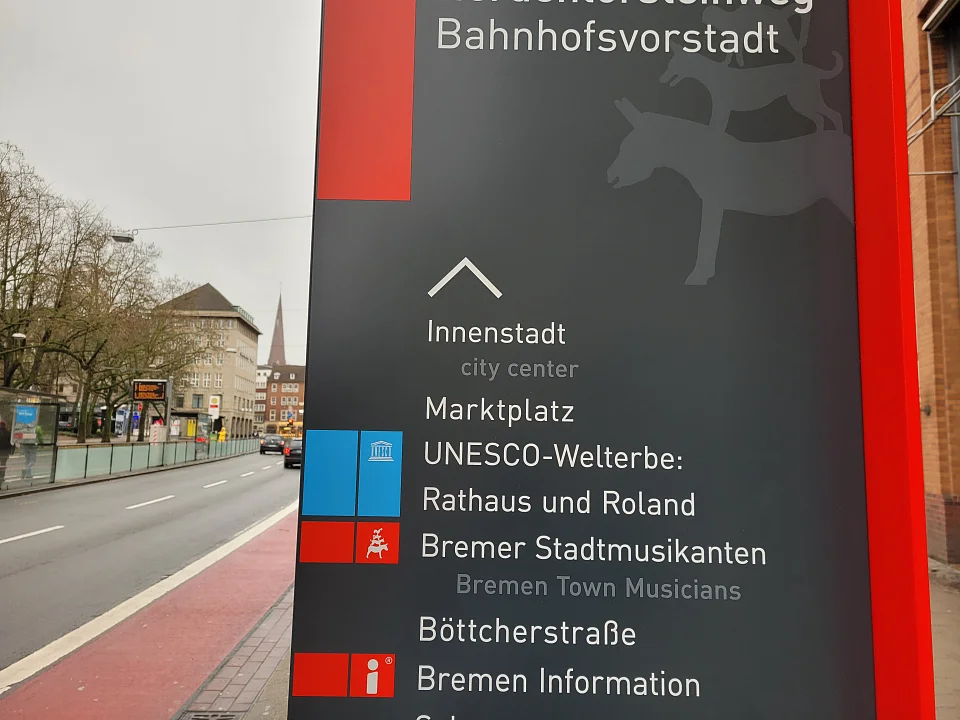 Bahnhofsvorstadt
Innenstadt
city center
Marktplatz
UNESCO-Welterbe:
Rathaus und Roland
Bremer Stadtmusikanten
Bremen Town Musicians
Böttcherstraße
Bremen Information